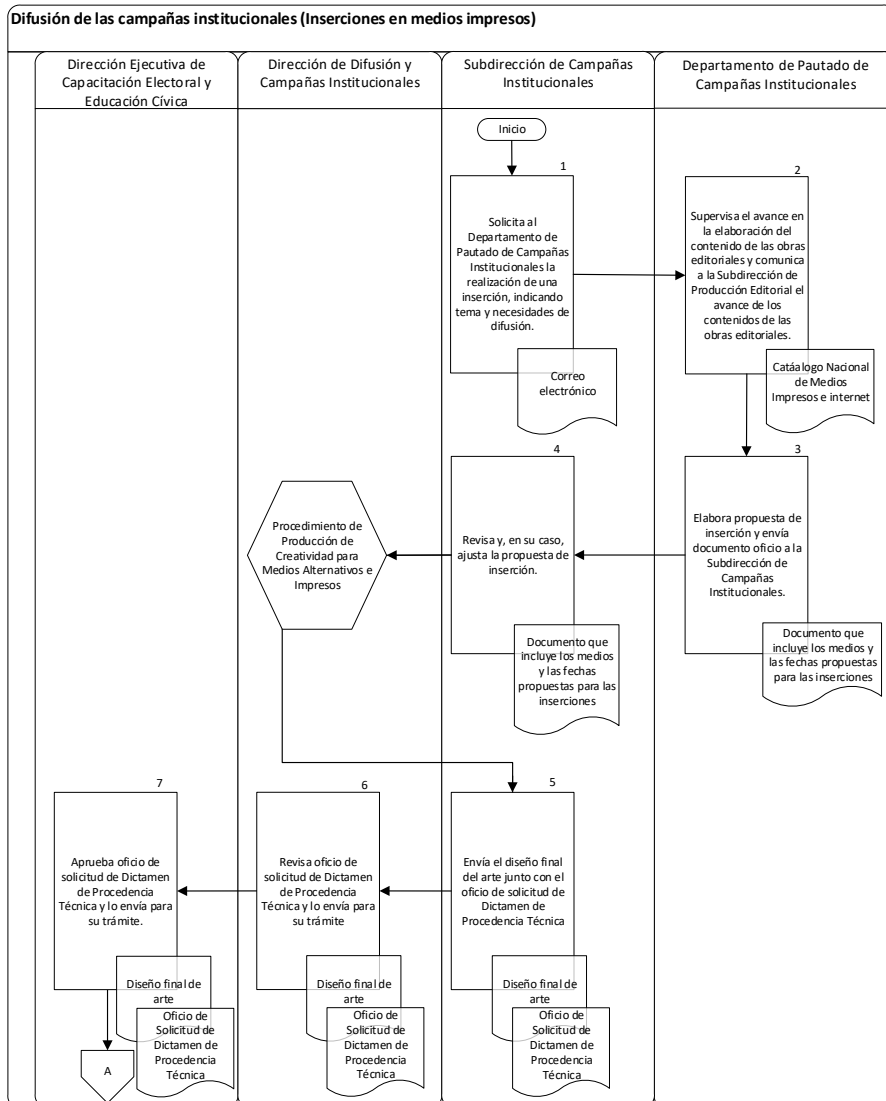 Difusión de las campañas institucionales (Inserciones en medios impresos)
Dirección Ejecutiva de
Capacitación Electoral y
Educación Cívica
Dirección de Difusión y
Campañas Institucionales
Subdirección de Campañas
Institucionales
Departamento de Pautado de
Campañas Institucionales
Inicio
1
Solicita al
Departamento de
Pautado de Campañas
Institucionales la
realización de una
inserción, indicando
tema y necesidades de
difusión.
Correo
electrónico
2
Supervisa el avance en
la elaboración del
contenido de las obras
editoriales y comunica
a la Subdirección de
Producción Editorial el
avance de los
contenidos de las
obras editoriales.
Catáalogo Nacional
de Medios
Impresos e internet
3
Elabora propuesta de
inserción y envía
documento oficio a la
Subdirección de
Campañas
Institucionales.
Documento que
incluye los medios y
las fechas propuestas
para las inserciones
4
Revisa y, en su caso,
ajusta la propuesta de
inserción.
Documento que
incluye los medios
y las fechas
propuestas para las
inserciones
Procedimiento de
Producción de
Creatividad para
Medios Alternativos e
Impresos
5
Envía el diseño final
del arte junto con el
oficio de solicitud de
Dictamen de
Procedencia Técnica
Diseño final de
arte
Oficio de
Solicitud de
Dictamen de
Procedencia
Técnica
6
Revisa oficio de
solicitud de Dictamen
de Procedencia
Técnica y lo envía para
su trámite
Diseño final de
arte
Oficio de
Solicitud de
Dictamen de
Procedencia
Técnica
7
Aprueba oficio de
solicitud de Dictamen
de Procedencia
Técnica y lo envía para
su trámite.
Diseño final de
arte
Oficio de
Solicitud de
Dictamen de
Procedencia
Técnica
A